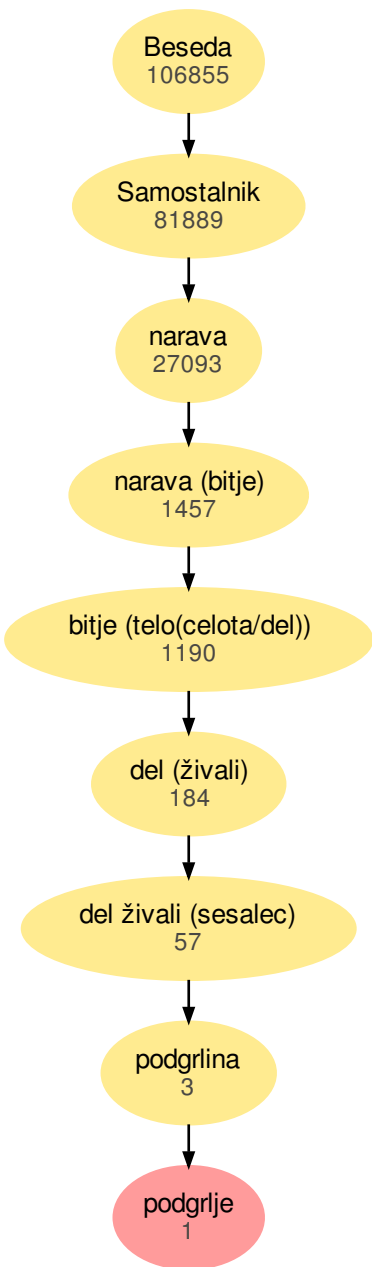 Beseda
106855
Samostalnik
81889
narava
27093
narava (bitje)
1457
bitje (telo(celota/del))
1190
del (živali)
184
del živali (sesalec)
57
podgrlina
3
podgrlje
1